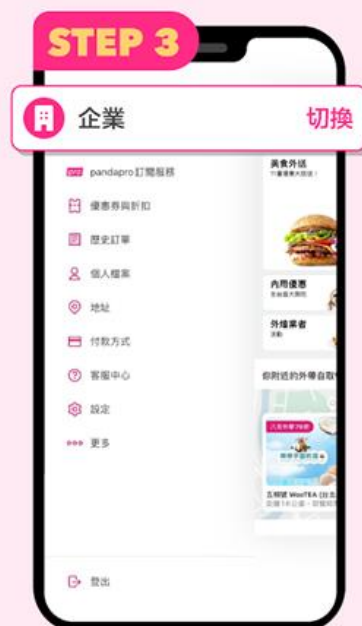 STEP 3
企業 切換
pandapro訂閱服務
優惠券與折扣
歷史訂單
個人檔案
地址
付款方式
客服中心
設定
更多
登出
美食外送
內用優惠
外燴業者
活動
你附近的外帶自取